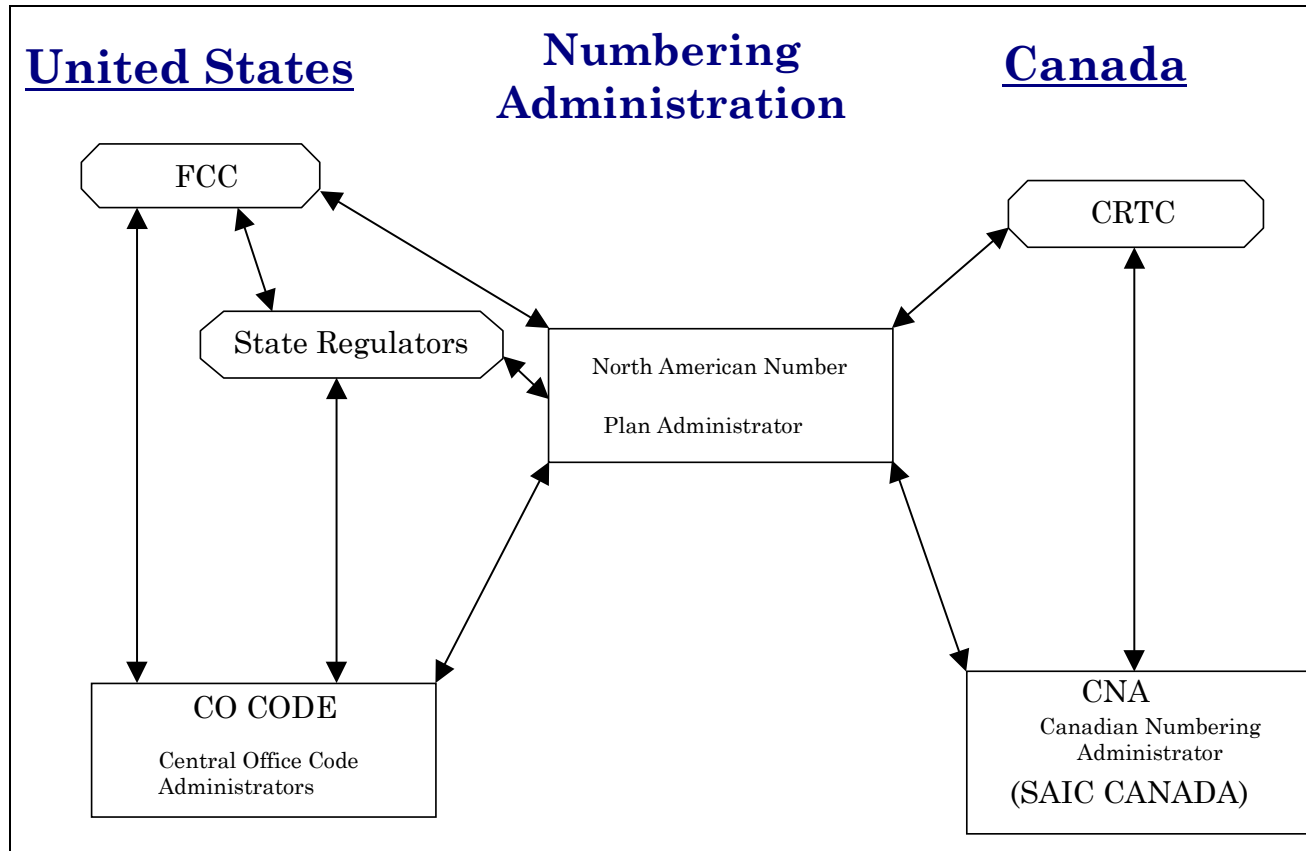 United States
Numbering
Administration
Canada
FCC
CRTC
State Regulators
North American Number
Plan Administrator
CO CODE
Central Office Code
Administrators
CNA
Canadian Numbering
Administrator
(SAIC CANADA)